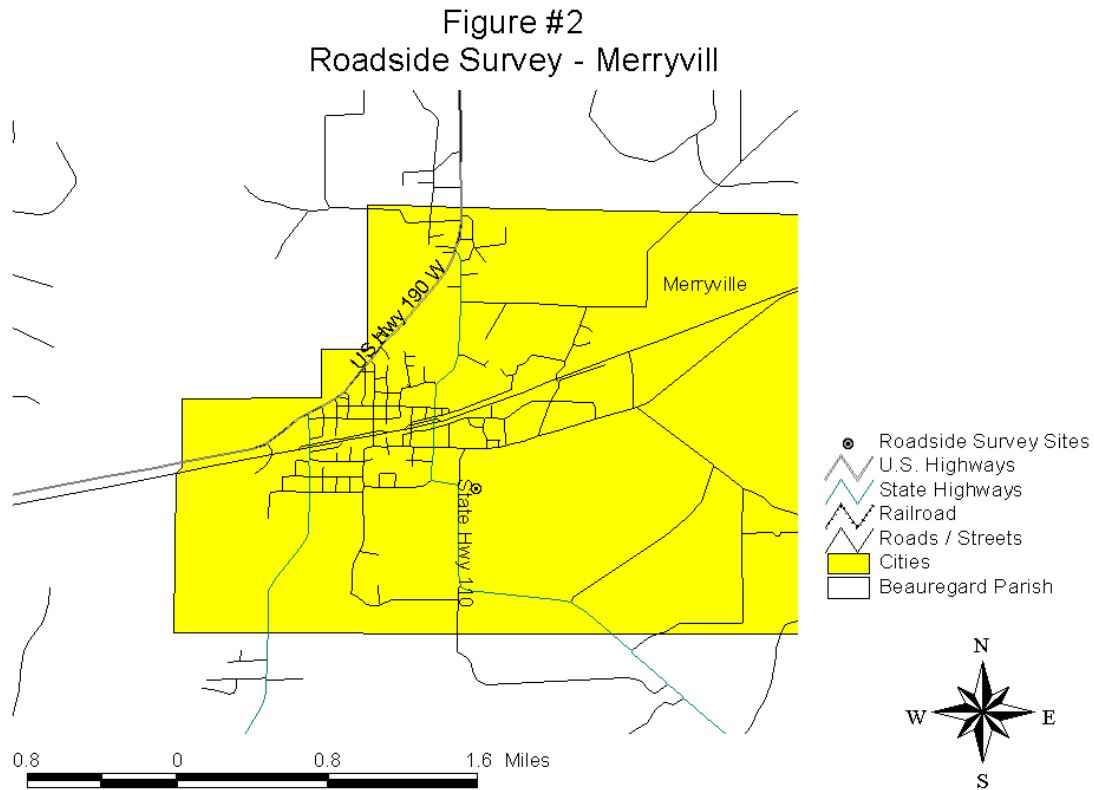 Figure #2
Roadside Survey - Merryvill
US Hwy 190 W
Merryville
State Hwy 110
Roadside Survey Sites
U.S. Highways
State Highways
Railroad
Roads / Streets
Cities
Beauregard Parish
N
W E
S
0.8 0 0.8 1.6 Miles